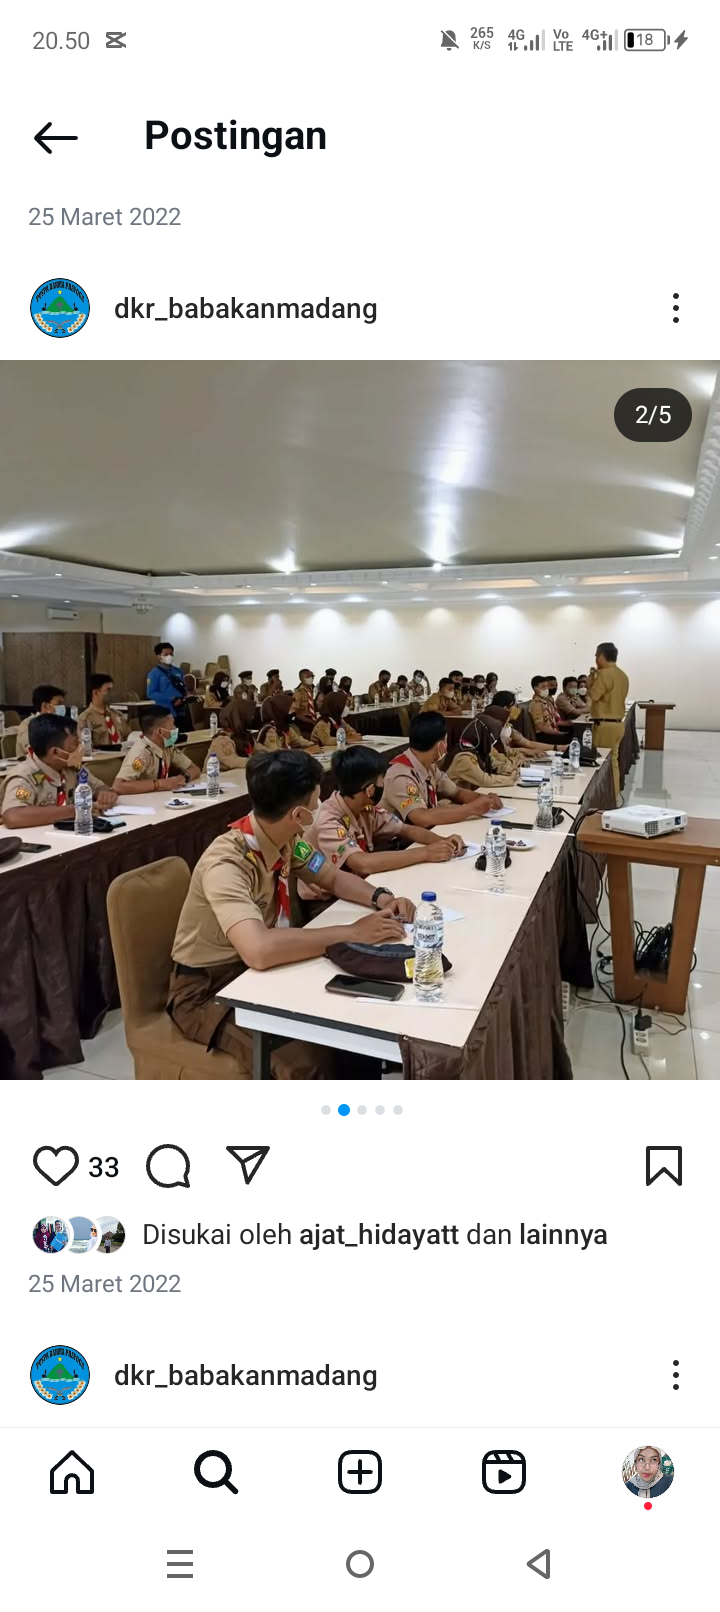 20.50
265 K/S 4G Vo LTE 4G+ 18
Postingan
25 Maret 2022
dkr_babakanmadang
2/5
33
Disukai oleh ajat_hidayatt dan lainnya
25 Maret 2022
dkr_babakanmadang